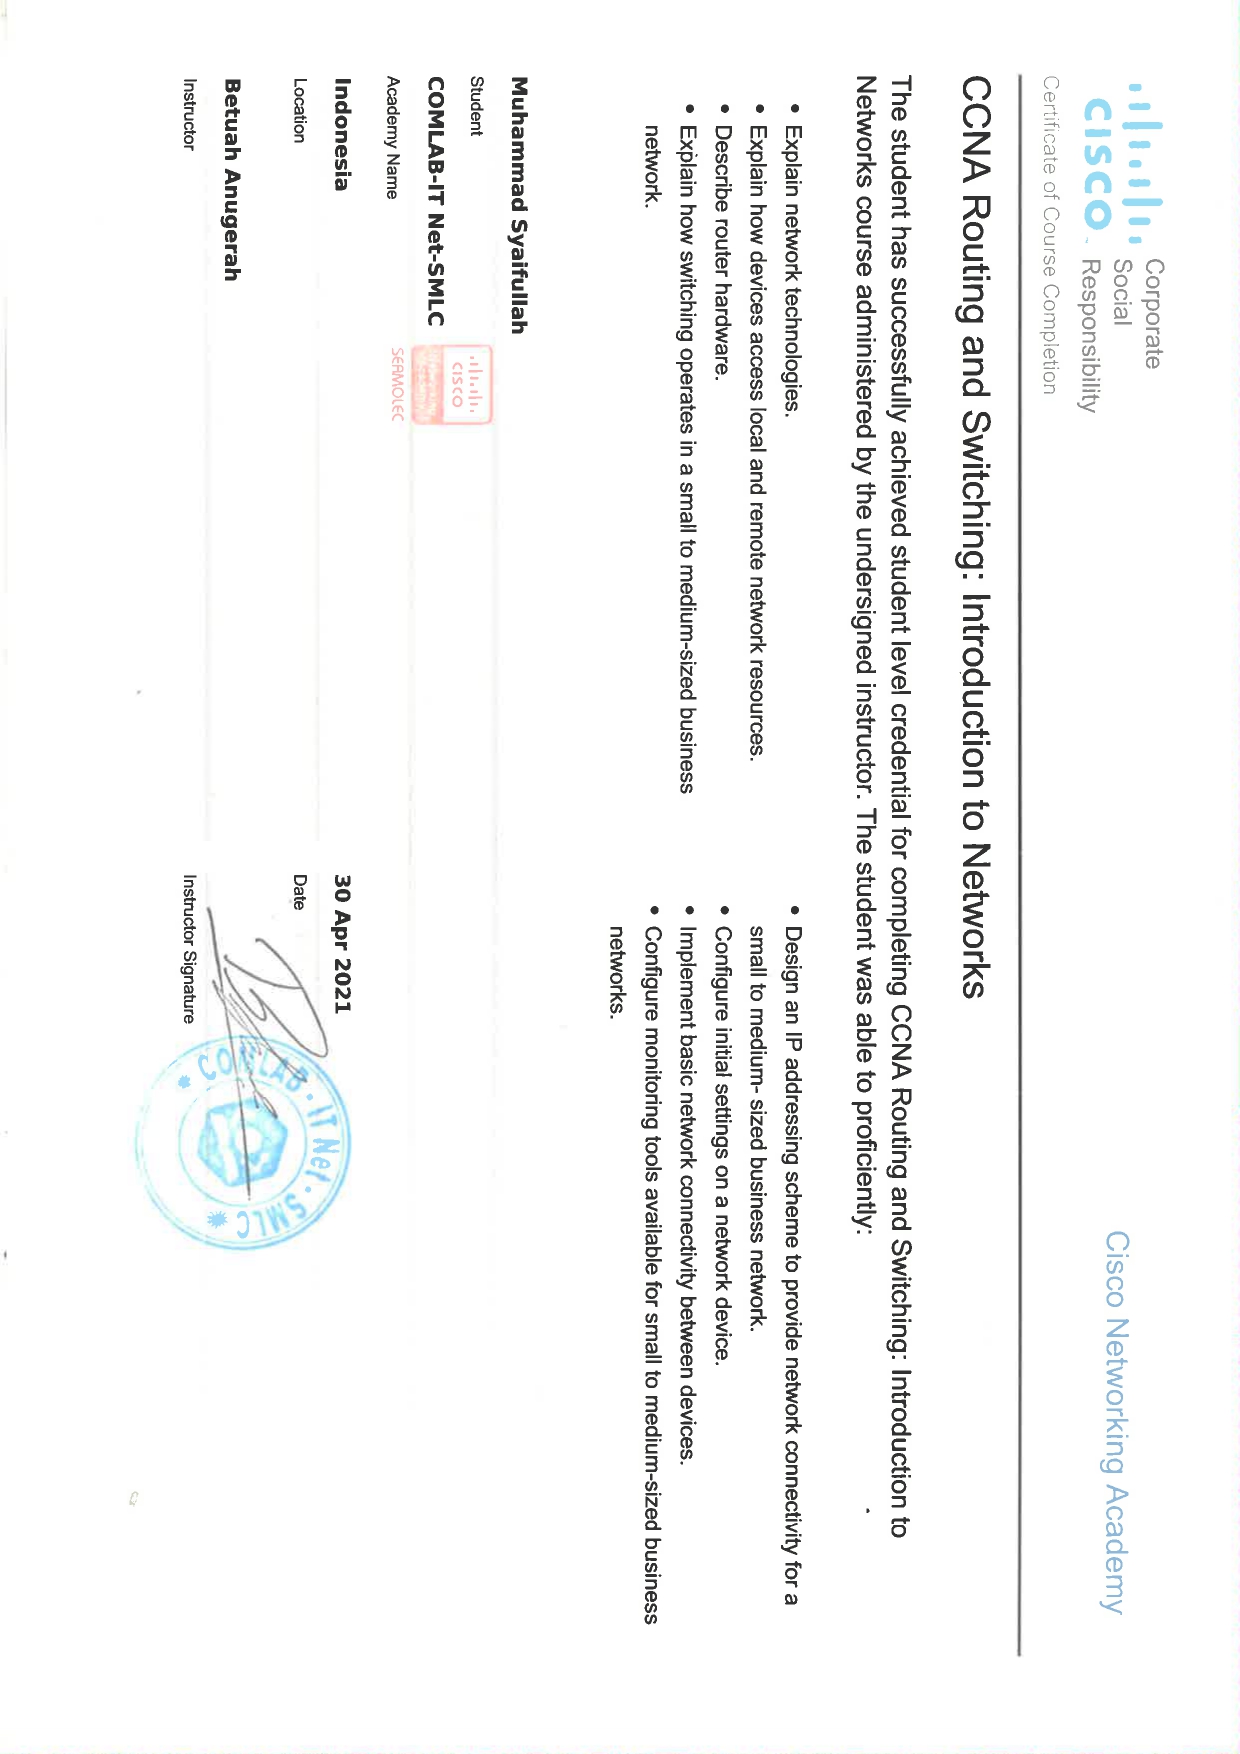 CISCO
Corporate
Social
Responsibility
Cisco Networking Academy
Certificate of Course Completion
CCNA Routing and Switching: Introduction to Networks
The student has successfully achieved student level credential for completing CCNA Routing and Switching: Introduction to
Networks course administered by the undersigned instructor. The student was able to proficiently:
• Explain network technologies.
• Explain how devices access local and remote network resources.
• Describe router hardware.
• Explain how switching operates in a small to medium-sized business
network.
• Design an IP addressing scheme to provide network connectivity for a
small to medium- sized business network.
• Configure initial settings on a network device.
• Implement basic network connectivity between devices.
• Configure monitoring tools available for small to medium-sized business
networks.
Muhammad Syaifullah
Student
COMLAB-IT Net-SMLC
Academy Name
CISCO
Networking
Academy
SEAMOLEC
Indonesia
Location
30 Apr 2021
Date
Betuah Anugerah
Instructor
Instructor Signature
COMLAB - IT Net - SMLC